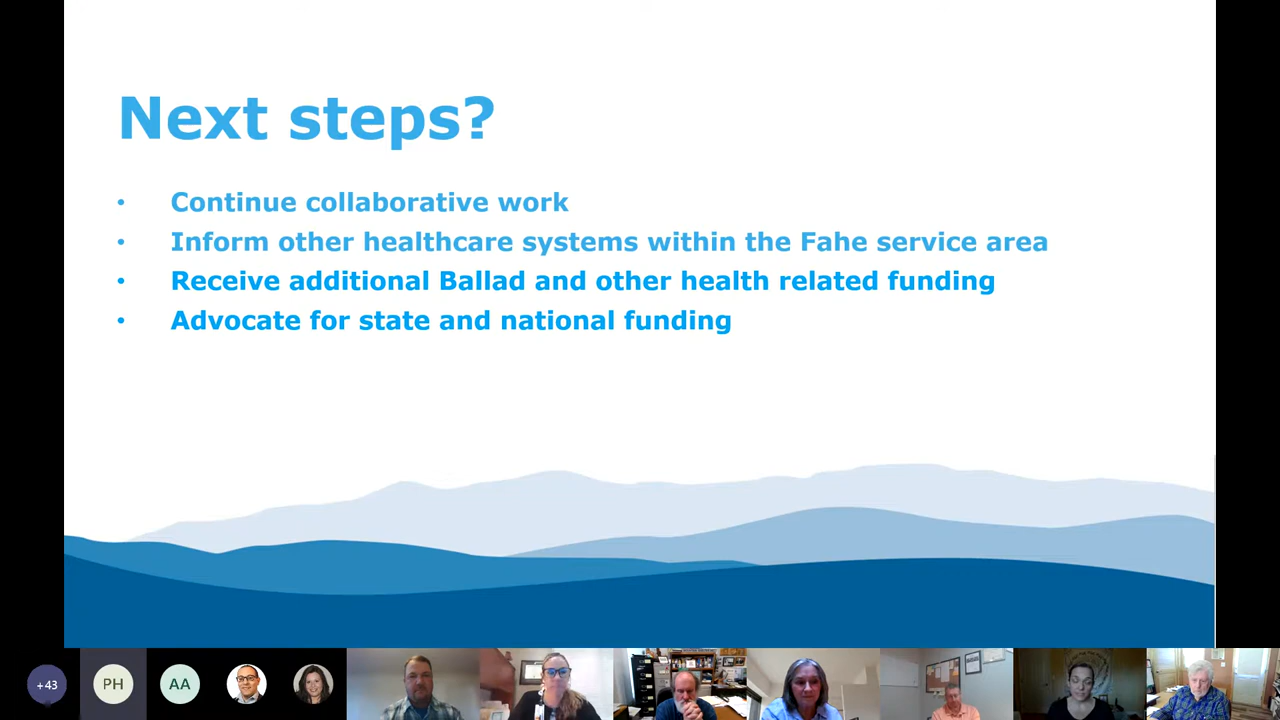 Next steps?
• Continue collaborative work
• Inform other healthcare systems within the Fahe service area
• Receive additional Ballad and other health related funding
• Advocate for state and national funding
+43
PH
AA